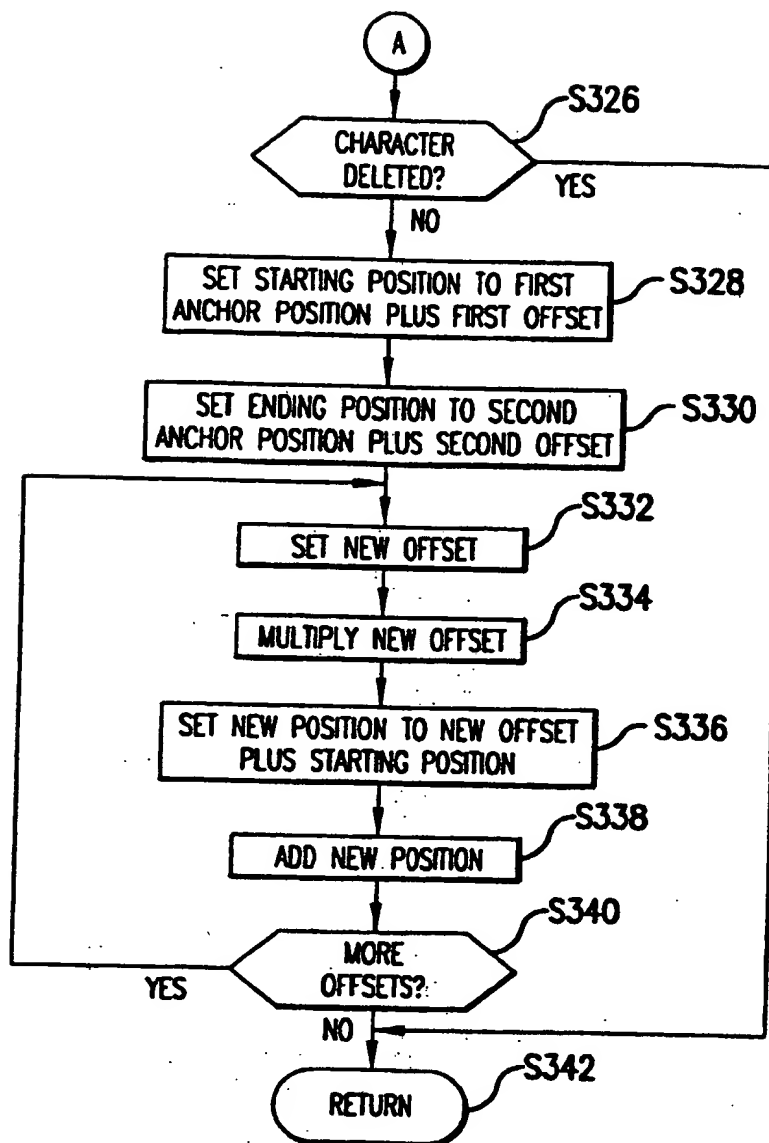 A
S326
CHARACTER
DELETED?
YES
NO
SET STARTING POSITION TO FIRST
ANCHOR POSITION PLUS FIRST OFFSET
S328
SET ENDING POSITION TO SECOND
ANCHOR POSITION PLUS SECOND OFFSET
S330
S332
SET NEW OFFSET
S334
MULTIPLY NEW OFFSET
SET NEW POSITION TO NEW OFFSET
PLUS STARTING POSITION
S336
S338
ADD NEW POSITION
S340
MORE
OFFSETS?
YES
NO
S342
RETURN